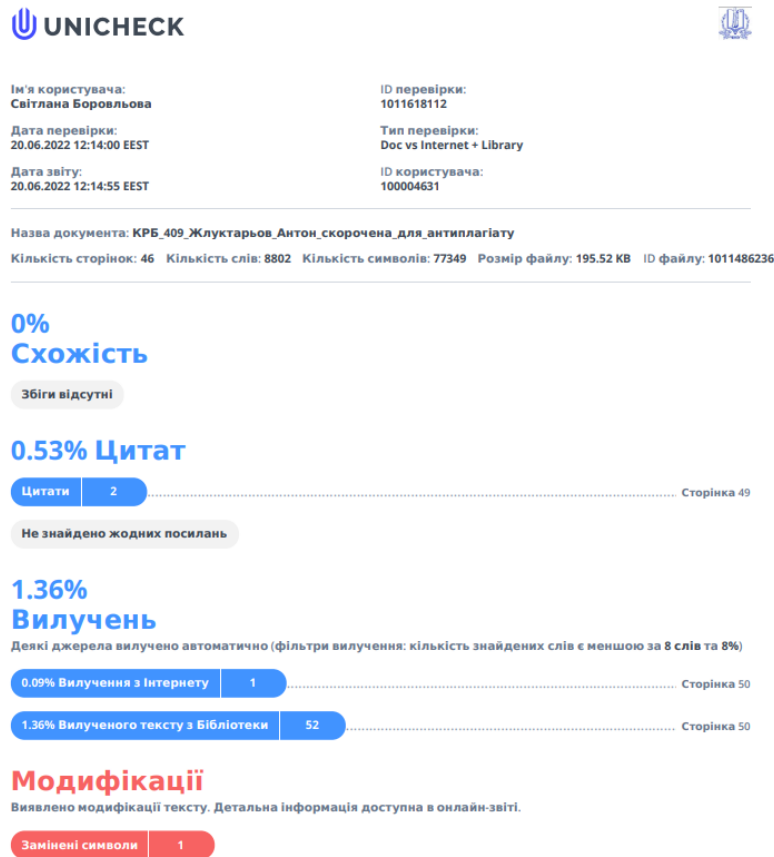 UNICHECK
Ім'я користувача:
Світлана Боровльова
ID перевірки:
1011618112
Дата перевірки:
20.06.2022 12:14:00 EEST
Тип перевірки:
Doc vs Internet + Library
Дата звіту:
20.06.2022 12:14:55 EEST
ID користувача:
100004631
Назва документа: КРБ_409_Жлуктарьов_Антон_скорочена_для_антиплагіату
Кількість сторінок: 46 Кількість слів: 8802 Кількість символів: 77349 Розмір файлу: 195.52 KB ID файлу: 1011486236
0%
Схожість
Збіги відсутні
0.53% Цитат
Цитати 2 Сторінка 49
Не знайдено жодних посилань
1.36%
Вилучень
Деякі джерела вилучено автоматично (фільтри вилучення: кількість знайдених слів є меншою за 8 слів та 8%)
0.09% Вилучення з Інтернету 1 Сторінка 50
1.36% Вилученого тексту з Бібліотеки 52 Сторінка 50
Модифікації
Виявлено модифікації тексту. Детальна інформація доступна в онлайн-звіті.
Замінені символи 1